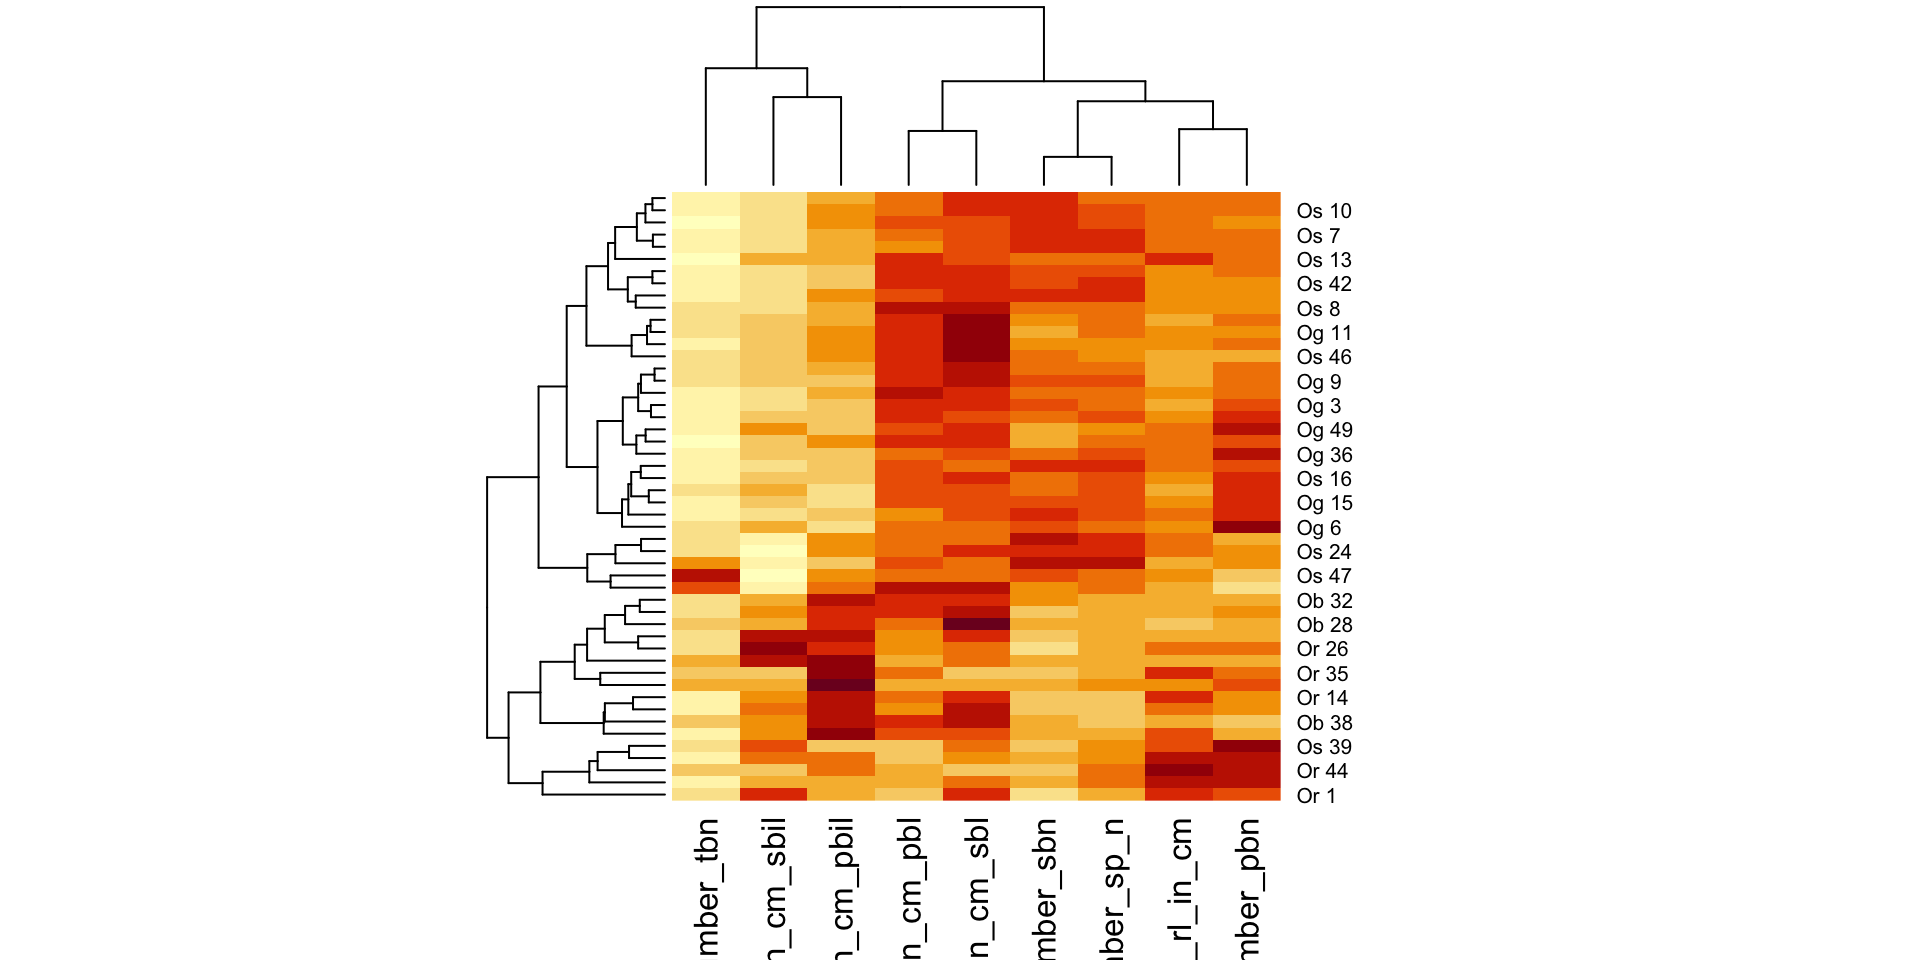 Os 10
Os 7
Os 13
Os 42
Os 8
Og 11
Os 46
Og 9
Og 3
Og 49
Og 36
Os 16
Og 15
Og 6
Os 24
Os 47
Ob 32
Ob 28
Or 26
Or 35
Or 14
Ob 38
Os 39
Or 44
Or 1
mber_tbn
n_cm_sbil
n_cm_pbil
n_cm_pbl
n_cm_sbl
mber_sbn
ber_sp_n
_rl_in_cm
mber_pbn